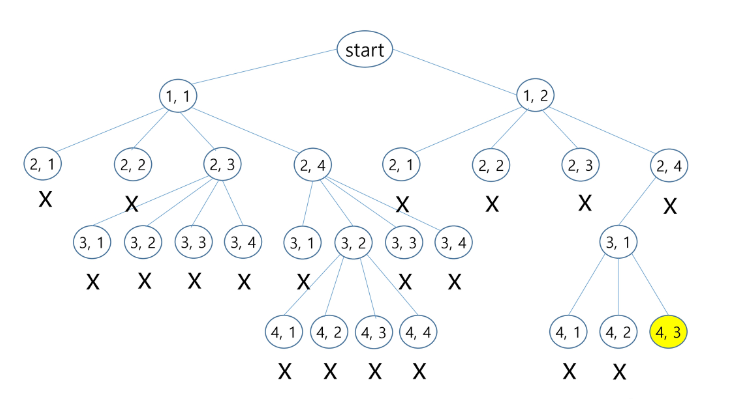 start
1, 1 1, 2
2, 1 2, 2 2, 3 2, 4 2, 1 2, 2 2, 3 2, 4
X X X X X X
3, 1 3, 2 3, 3 3, 4 3, 1 3, 2 3, 3 3, 4 3, 1
X X X X X X X
4, 1 4, 2 4, 3 4, 4 4, 1 4, 2 4, 3
X X X X X X